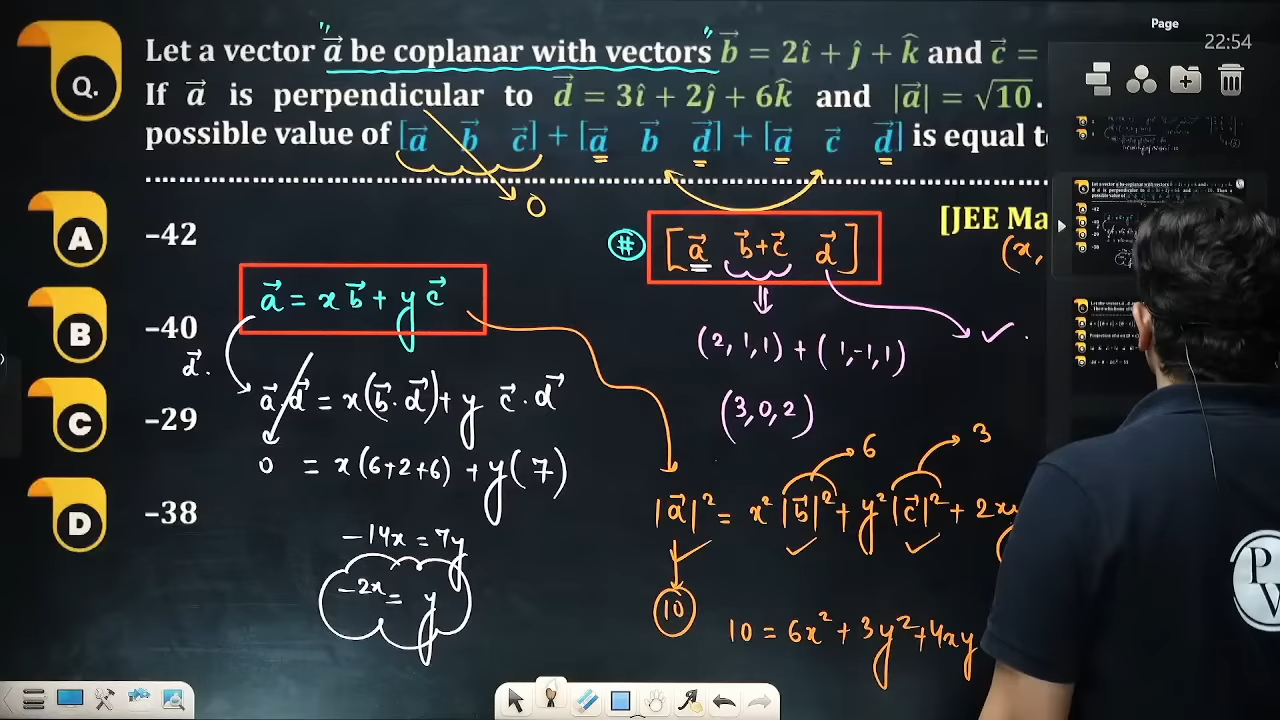 Page
22:54
Q.
Let a vector a⃗ be coplanar with vectors b⃗ = 2î + ĵ + k̂ and c⃗ =
If a⃗ is perpendicular to d⃗ = 3î + 2ĵ + 6k̂ and |a⃗| = √10.
possible value of [a⃗ b⃗ c⃗] + [a⃗ b⃗ d⃗] + [a⃗ c⃗ d⃗] is equal to
0
[JEE Ma
A -42
# [a⃗ b⃗+c⃗ d⃗]
(x,
a⃗ = x b⃗ + y c⃗
B -40
(2, 1, 1) + (1, -1, 1)
d⃗.
a⃗.d⃗ = x(b⃗.d⃗) + y c⃗.d⃗
(3, 0, 2)
C -29
0 = x(6+2+6) + y(7)
6
3
|a⃗|² = x² |b⃗|² + y² |c⃗|² + 2xy
D -38
-14x = 7y
-2x = y
10
10 = 6x² + 3y² + 4xy
P
W